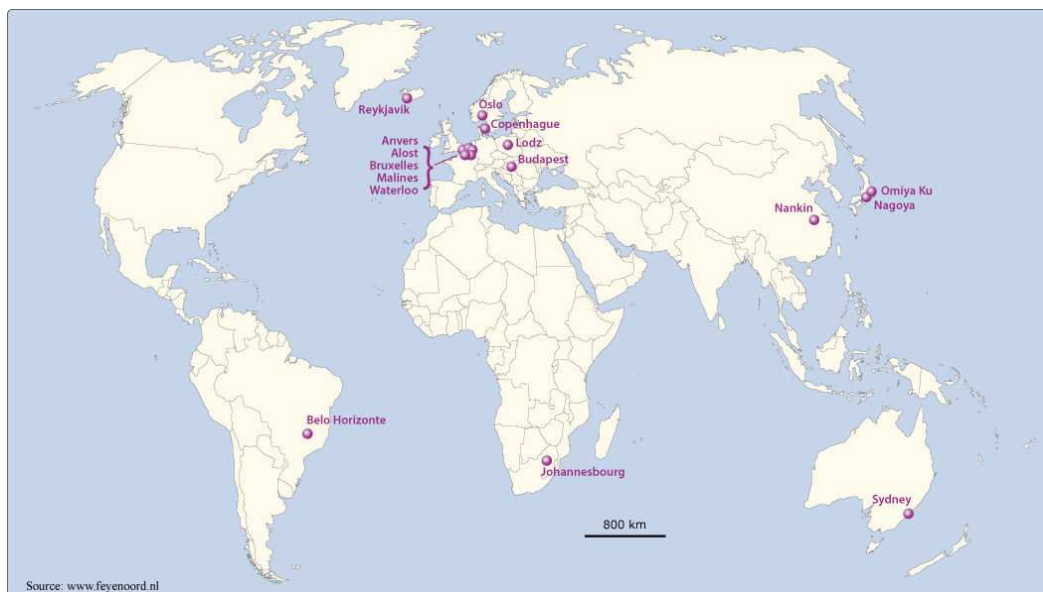 Reykjavik
Oslo
Copenhague
Anvers
Alost
Bruxelles
Malines
Waterloo
Lodz
Budapest
Omiya Ku
Nagoya
Nankin
Belo Horizonte
Johannesbourg
Sydney
800 km
Source: www.feyenoord.nl